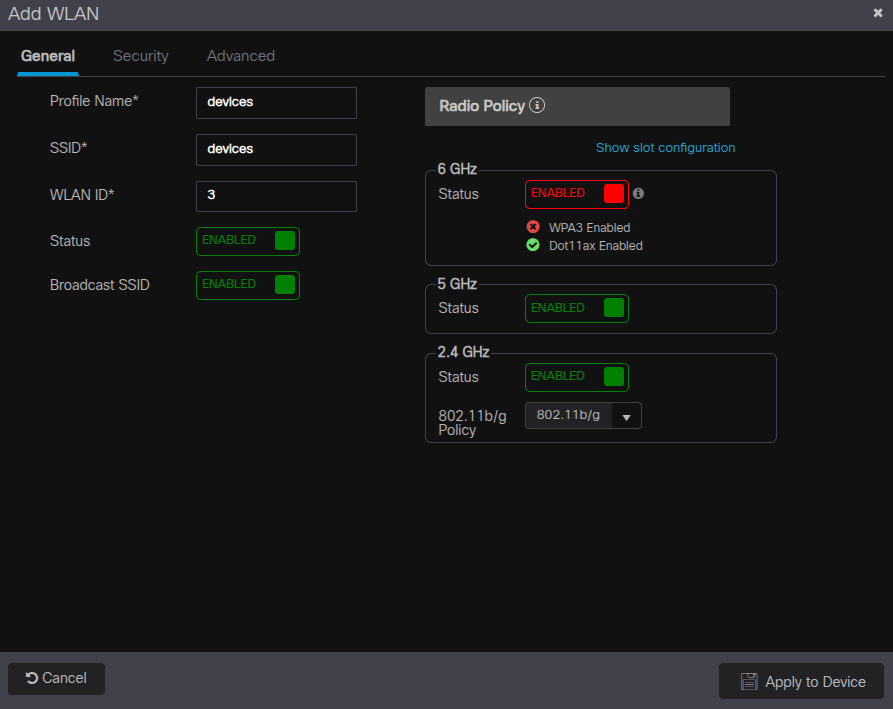 Add WLAN
General Security Advanced
Profile Name* devices
SSID* devices
WLAN ID* 3
Status ENABLED
Broadcast SSID ENABLED
Radio Policy
Show slot configuration
6 GHz
Status ENABLED
WPA3 Enabled
Dot11ax Enabled
5 GHz
Status ENABLED
2.4 GHz
Status ENABLED
802.11b/g
Policy
802.11b/g
Cancel
Apply to Device